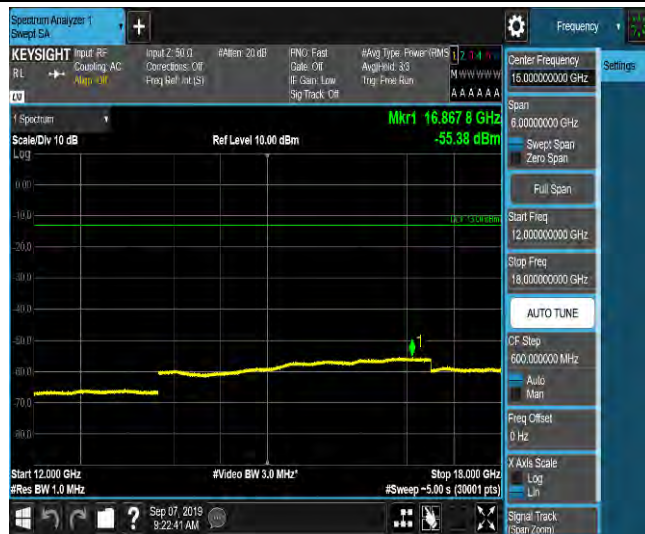 Spectrum Analyzer 1
Swept SA
Frequency
KEYSIGHT
Input: RF
Coupling: AC
Align: Off
Input Z: 50 Ω
Corrections: Off
Freq Ref: Int (S)
#Atten: 20 dB
PNO: Fast
Gate: Off
IF Gain: Low
Sig Track: Off
#Avg Type: Power (RMS
Avg|Hold: 3/3
Trig: Free Run
M W W W W W
A A A A A A
RL
LXI
1 Spectrum
Scale/Div 10 dB
Log
Ref Level 10.00 dBm
Mkr1 16.867 8 GHz
-55.38 dBm
0.00
-10.0
-20.0
-30.0
-40.0
-50.0
-60.0
-70.0
-80.0
1
Start 12.000 GHz
#Res BW 1.0 MHz
#Video BW 3.0 MHz*
Stop 18.000 GHz
#Sweep ~5.00 s (30001 pts)
?
Sep 07, 2019
9:22:41 AM
Center Frequency
15.000000000 GHz
Settings
Span
6.00000000 GHz
Swept Span
Zero Span
Full Span
Start Freq
12.000000000 GHz
Stop Freq
18.000000000 GHz
AUTO TUNE
CF Step
600.000000 MHz
Auto
Man
Freq Offset
0 Hz
X Axis Scale
Log
Lin
Signal Track
(Span Zoom)